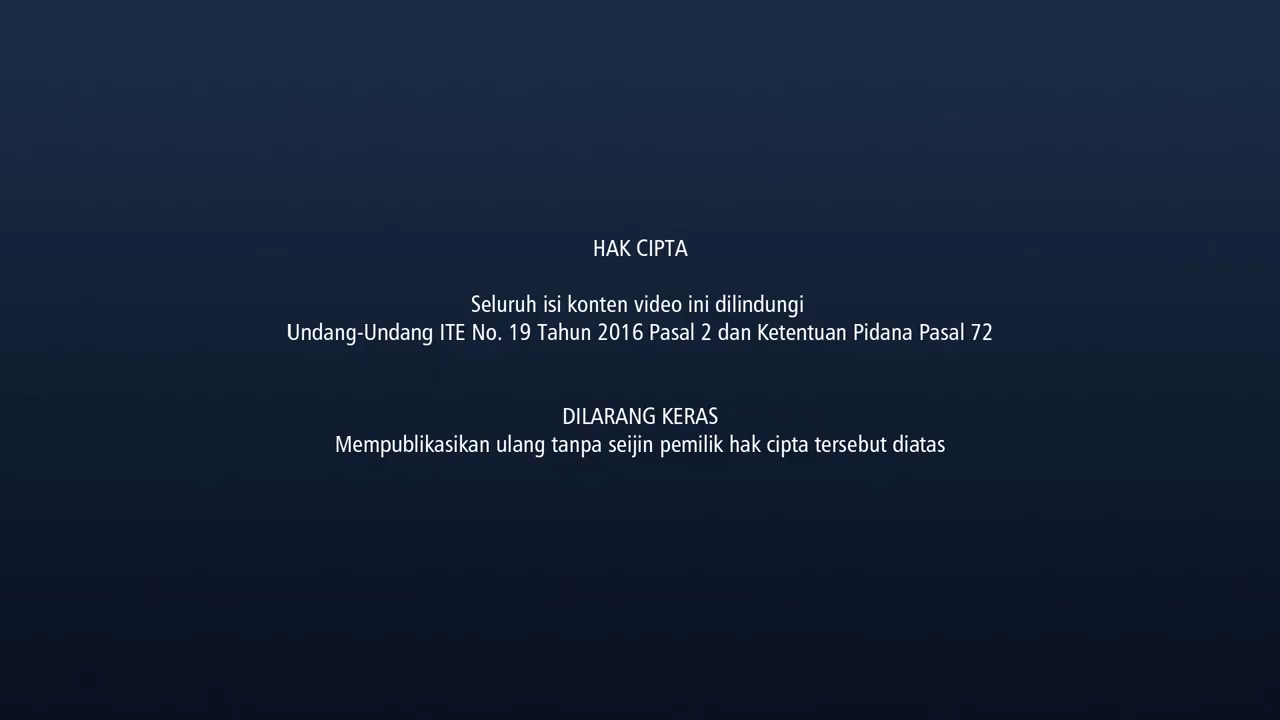 HAK CIPTA
Seluruh isi konten video ini dilindungi
Undang-Undang ITE No. 19 Tahun 2016 Pasal 2 dan Ketentuan Pidana Pasal 72
DILARANG KERAS
Mempublikasikan ulang tanpa seijin pemilik hak cipta tersebut diatas